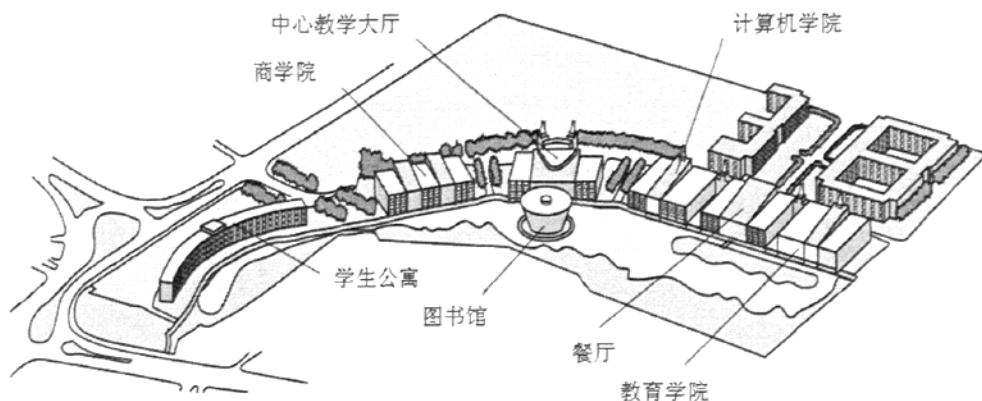 中心教学大厅
计算机学院
商学院
学生公寓
图书馆
餐厅
教育学院